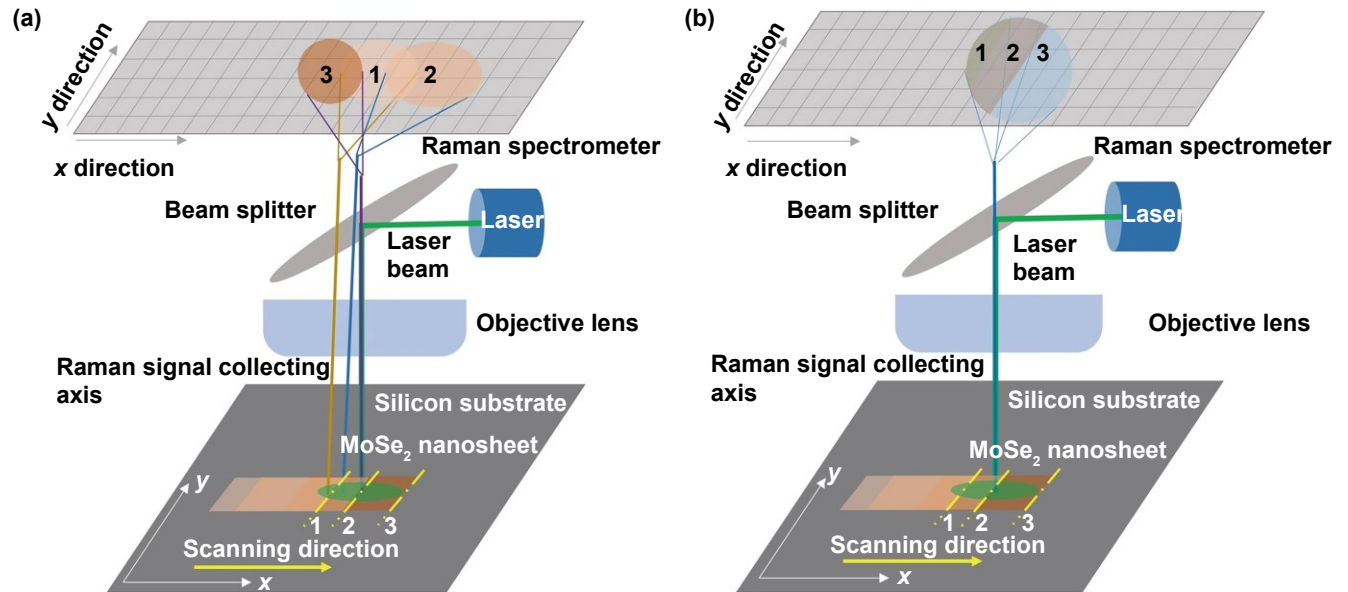 (a)
y direction
3 1 2
x direction
Raman spectrometer
Beam splitter
Laser
Laser
beam
Objective lens
Raman signal collecting
axis
Silicon substrate
MoSe₂ nanosheet
y
1 2 3
Scanning direction
x
(b)
y direction
1 2 3
x direction
Raman spectrometer
Beam splitter
Laser
Laser
beam
Objective lens
Raman signal collecting
axis
Silicon substrate
MoSe₂ nanosheet
y
1 2 3
Scanning direction
x